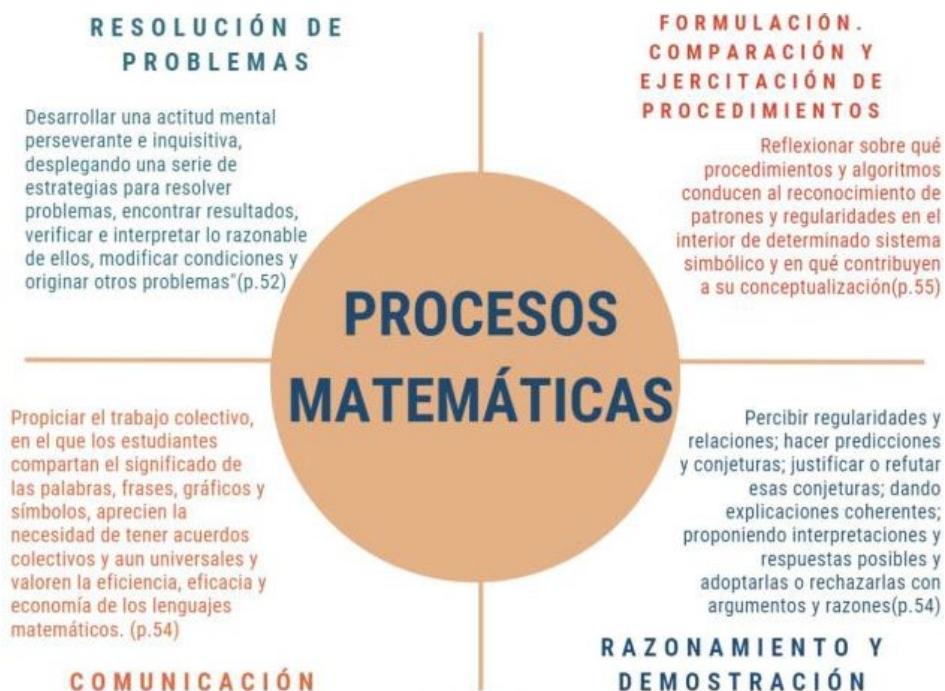 RESOLUCIÓN DE
PROBLEMAS
Desarrollar una actitud mental
perseverante e inquisitiva,
desplegando una serie de
estrategias para resolver
problemas, encontrar resultados,
verificar e interpretar lo razonable
de ellos, modificar condiciones y
originar otros problemas"(p.52)
FORMULACIÓN.
COMPARACIÓN Y
EJERCITACIÓN DE
PROCEDIMIENTOS
Reflexionar sobre qué
procedimientos y algoritmos
conducen al reconocimiento de
patrones y regularidades en el
interior de determinado sistema
simbólico y en qué contribuyen
a su conceptualización(p.55)
PROCESOS
MATEMÁTICAS
Propiciar el trabajo colectivo,
en el que los estudiantes
compartan el significado de
las palabras, frases, gráficos y
símbolos, aprecien la
necesidad de tener acuerdos
colectivos y aun universales y
valoren la eficiencia, eficacia y
economía de los lenguajes
matemáticos. (p.54)
COMUNICACIÓN
Percibir regularidades y
relaciones; hacer predicciones
y conjeturas; justificar o refutar
esas conjeturas; dando
explicaciones coherentes;
proponiendo interpretaciones y
respuestas posibles y
adoptarlas o rechazarlas con
argumentos y razones(p.54)
RAZONAMIENTO Y
DEMOSTRACIÓN